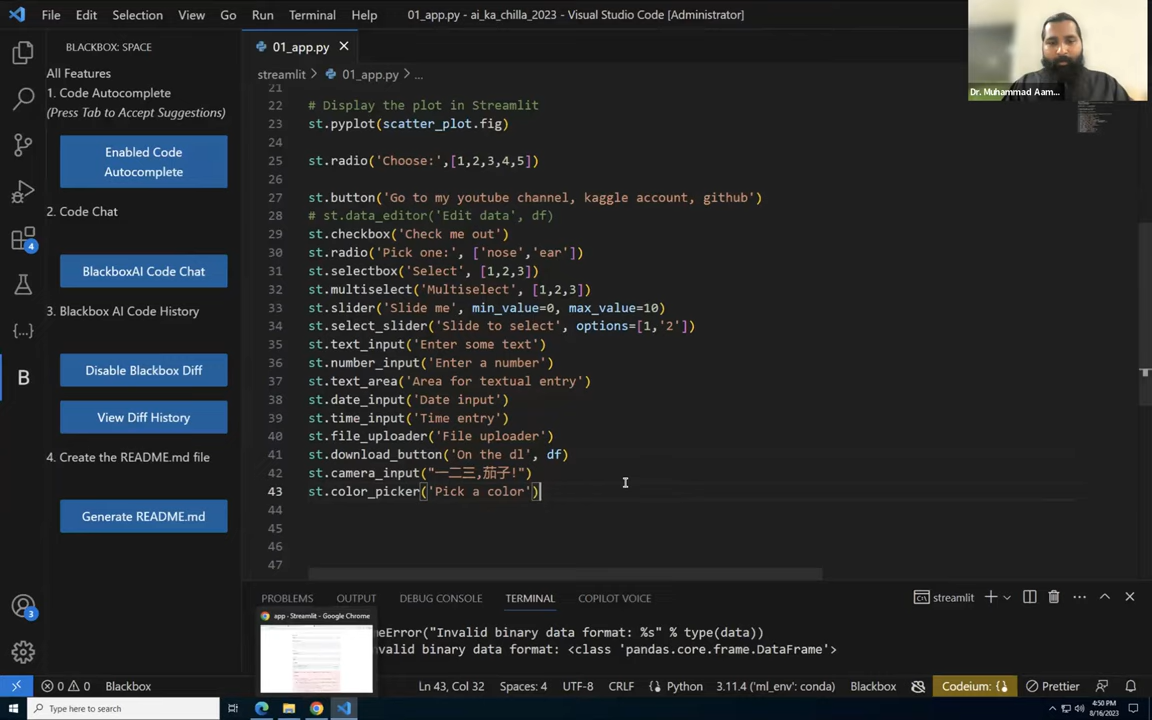 File Edit Selection View Go Run Terminal Help 01_app.py - ai_ka_chilla_2023 - Visual Studio Code [Administrator]
BLACKBOX: SPACE
All Features
1. Code Autocomplete
(Press Tab to Accept Suggestions)
Enabled Code
Autocomplete
2. Code Chat
BlackboxAI Code Chat
3. Blackbox AI Code History
Disable Blackbox Diff
View Diff History
4. Create the README.md file
Generate README.md
4
B
3
01_app.py
streamlit > 01_app.py > ...
21
22 # Display the plot in Streamlit
23 st.pyplot(scatter_plot.fig)
24
25 st.radio('Choose:',[1,2,3,4,5])
26
27 st.button('Go to my youtube channel, kaggle account, github')
28 # st.data_editor('Edit data', df)
29 st.checkbox('Check me out')
30 st.radio('Pick one:', ['nose','ear'])
31 st.selectbox('Select', [1,2,3])
32 st.multiselect('Multiselect', [1,2,3])
33 st.slider('Slide me', min_value=0, max_value=10)
34 st.select_slider('Slide to select', options=[1,'2'])
35 st.text_input('Enter some text')
36 st.number_input('Enter a number')
37 st.text_area('Area for textual entry')
38 st.date_input('Date input')
39 st.time_input('Time entry')
40 st.file_uploader('File uploader')
41 st.download_button('On the dl', df)
42 st.camera_input("一二三,茄子!")
43 st.color_picker('Pick a color')
44
45
46
47
Dr. Muhammad Aam...
PROBLEMS OUTPUT DEBUG CONSOLE TERMINAL COPILOT VOICE
streamlit
app - Streamlit - Google Chrome
meError("Invalid binary data format: %s" % type(data))
nvalid binary data format: <class 'pandas.core.frame.DataFrame'>
0 0 Blackbox Ln 43, Col 32 Spaces: 4 UTF-8 CRLF Python 3.11.4 ('ml_env': conda) Blackbox Codeium: {} Prettier
Type here to search
4:50 PM
8/16/2023
3